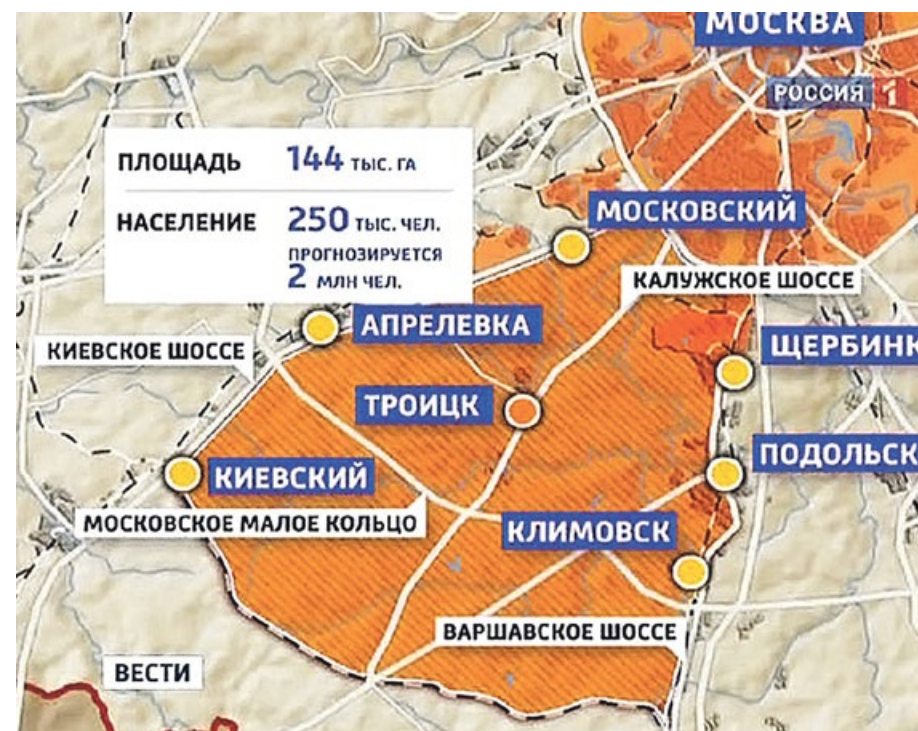 МОСКВА
РОССИЯ 1
ПЛОЩАДЬ 144 ТЫС. ГА
НАСЕЛЕНИЕ 250 ТЫС. ЧЕЛ.
ПРОГНОЗИРУЕТСЯ
2 МЛН ЧЕЛ.
МОСКОВСКИЙ
КАЛУЖСКОЕ ШОССЕ
АПРЕЛЕВКА
КИЕВСКОЕ ШОССЕ
ЩЕРБИНК
ТРОИЦК
ПОДОЛЬСК
КИЕВСКИЙ
МОСКОВСКОЕ МАЛОЕ КОЛЬЦО
КЛИМОВСК
ВАРШАВСКОЕ ШОССЕ
ВЕСТИ